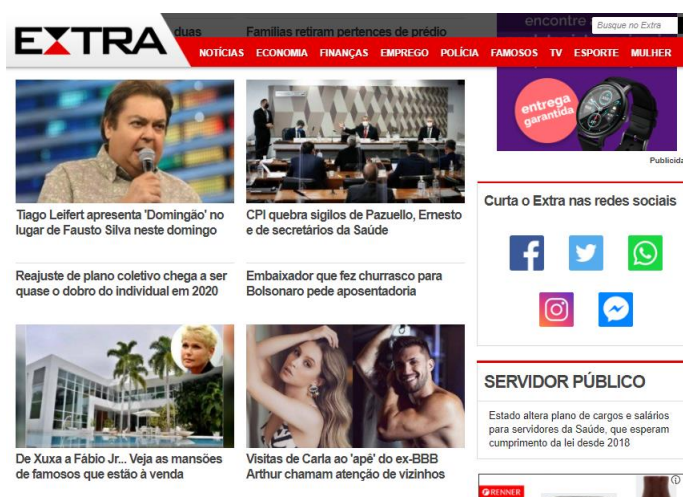 EXTRA
duas
Famílias retiram pertences de prédio
encontre
Busque no Extra
NOTÍCIAS ECONOMIA FINANÇAS EMPREGO POLÍCIA FAMOSOS TV ESPORTE MULHER
entrega
garantida
Publicida
Tiago Leifert apresenta 'Domingão' no
lugar de Fausto Silva neste domingo
CPI quebra sigilos de Pazuello, Ernesto
e de secretários da Saúde
Curta o Extra nas redes sociais
Reajuste de plano coletivo chega a ser
quase o dobro do individual em 2020
Embaixador que fez churrasco para
Bolsonaro pede aposentadoria
De Xuxa a Fábio Jr... Veja as mansões
de famosos que estão à venda
Visitas de Carla ao 'apê' do ex-BBB
Arthur chamam atenção de vizinhos
SERVIDOR PÚBLICO
Estado altera plano de cargos e salários
para servidores da Saúde, que esperam
cumprimento da lei desde 2018
RENNER